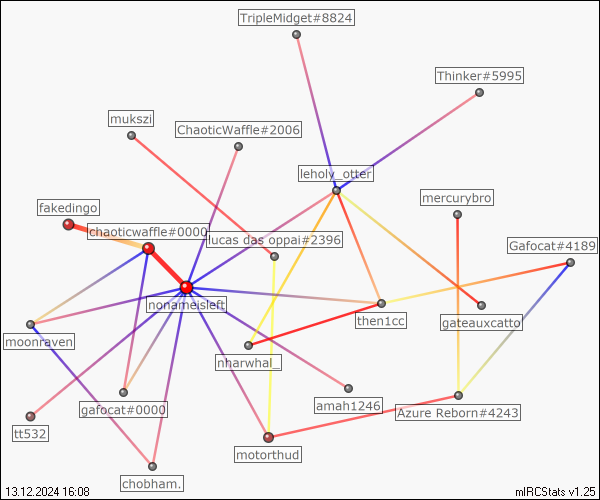 TripleMidget#8824
Thinker#5995
mukszi
ChaoticWaffle#2006
leholy_otter
mercurybro
fakedingo
chaoticwaffle#0000
lucas das oppai#2396
Gafocat#4189
nonameisleft
then1cc
gateauxcatto
moonraven
nharwhal_
amah1246
gafocat#0000
Azure Reborn#4243
tt532
motorthud
chobham.
13.12.2024 16:08
mIRCStats v1.25